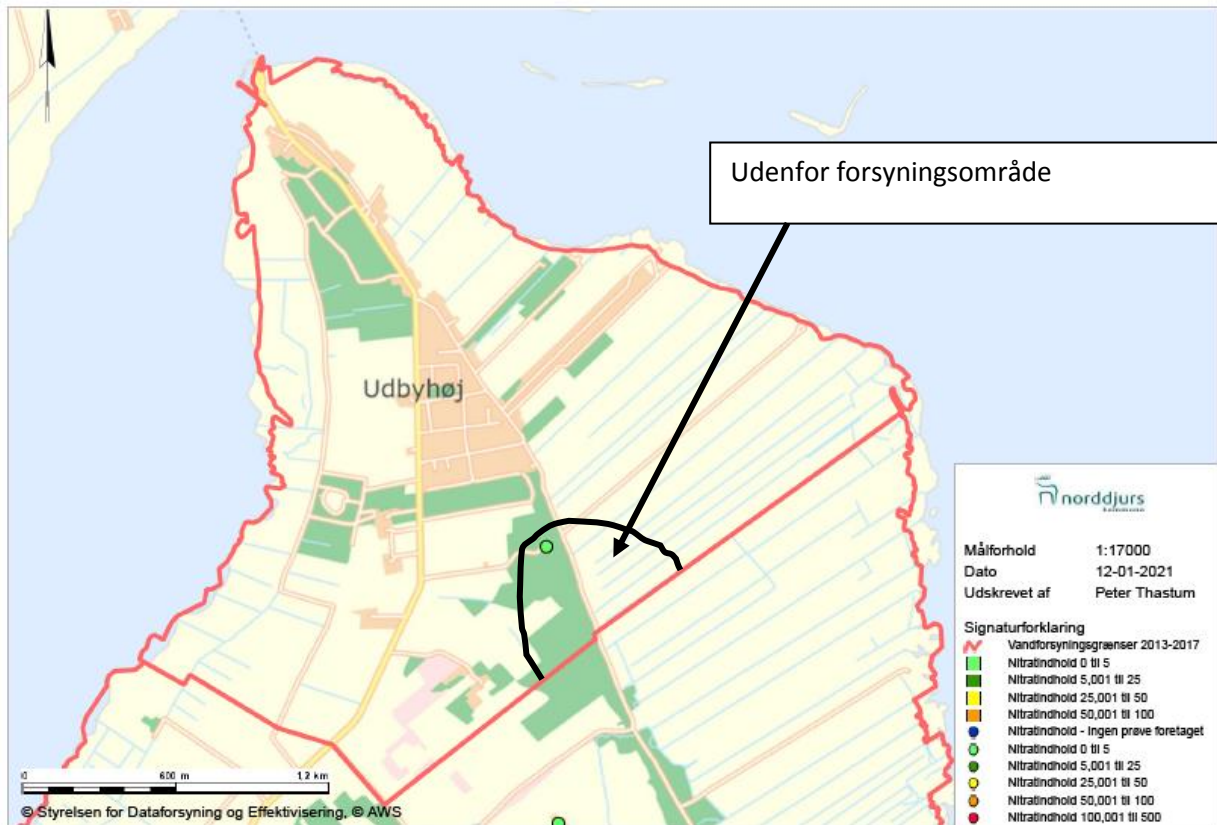 Udenfor forsyningsområde
Udbyhøj
norddjurs
kommune
Målforhold 1:17000
Dato 12-01-2021
Udskrevet af Peter Thastum
Signaturforklaring
Vandforsyningsgrænser 2013-2017
Nitratindhold 0 til 5
Nitratindhold 5,001 til 25
Nitratindhold 25,001 til 50
Nitratindhold 50,001 til 100
Nitratindhold - Ingen prøve foretaget
Nitratindhold 0 til 5
Nitratindhold 5,001 til 25
Nitratindhold 25,001 til 50
Nitratindhold 50,001 til 100
Nitratindhold 100,001 til 500
0 600 m 1,2 km
© Styrelsen for Dataforsyning og Effektivisering, © AWS